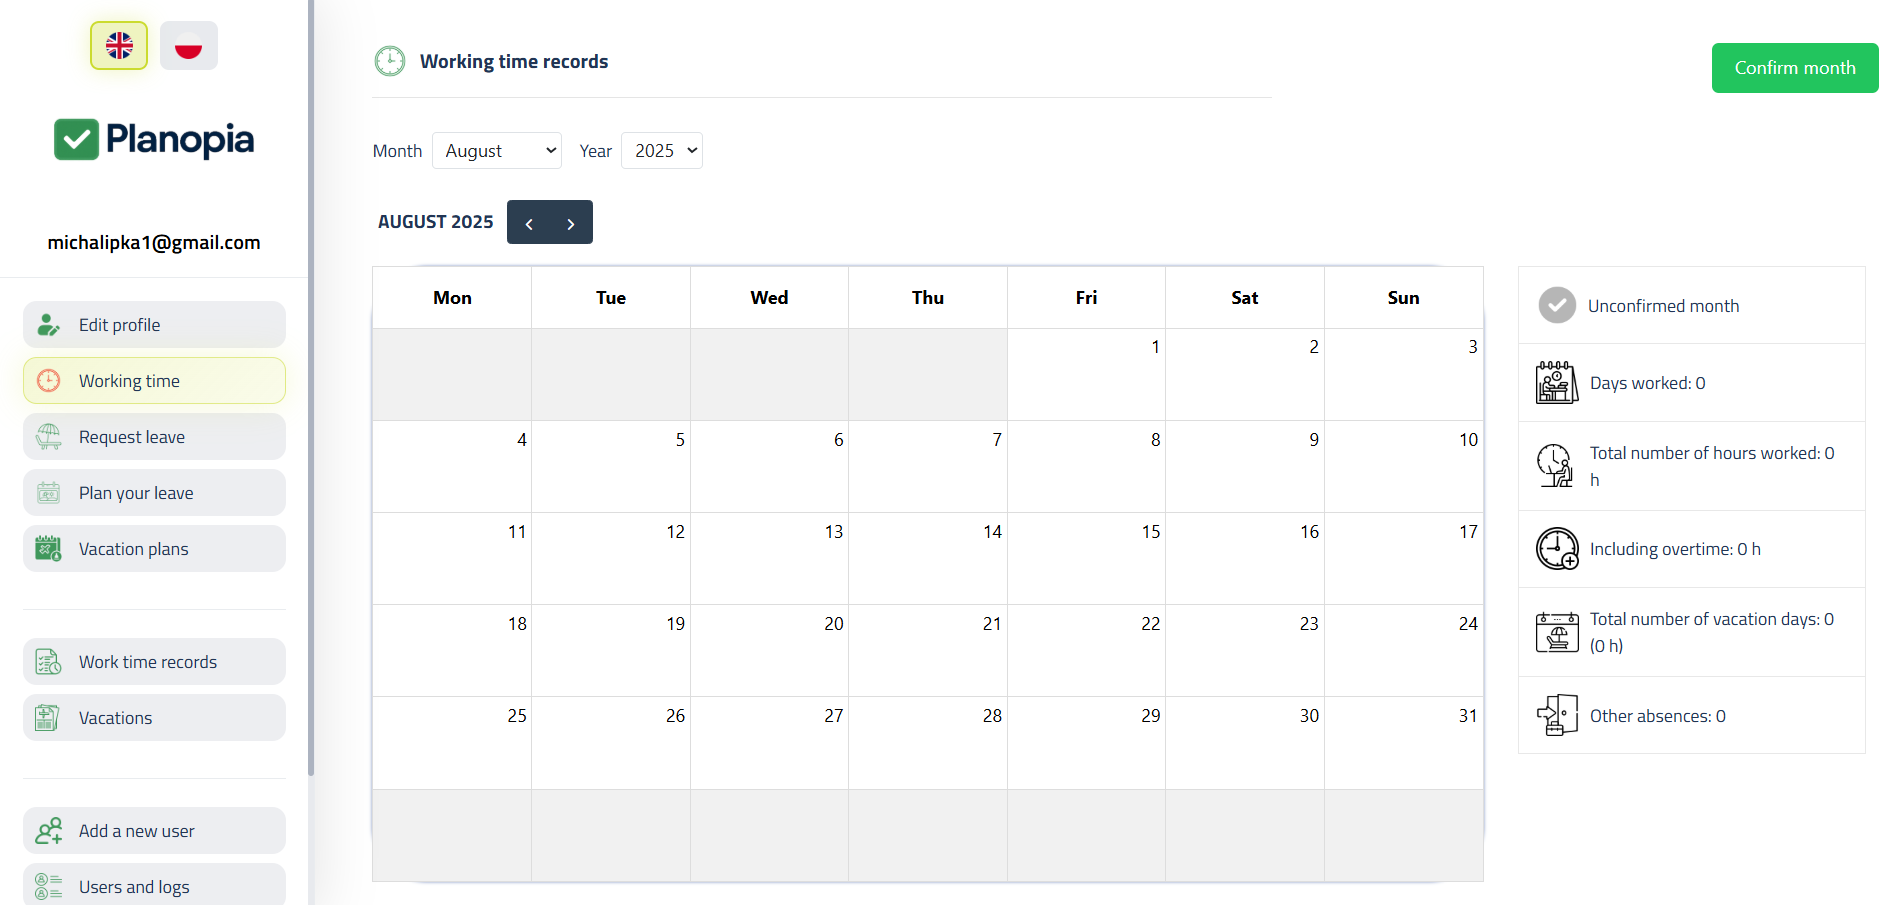 Planopia
michalipka1@gmail.com
Edit profile
Working time
Request leave
Plan your leave
Vacation plans
Work time records
Vacations
Add a new user
Users and logs
Working time records
Confirm month
Month August Year 2025
AUGUST 2025
Mon Tue Wed Thu Fri Sat Sun
1 2 3
4 5 6 7 8 9 10
11 12 13 14 15 16 17
18 19 20 21 22 23 24
25 26 27 28 29 30 31
Unconfirmed month
Days worked: 0
Total number of hours worked: 0
h
Including overtime: 0 h
Total number of vacation days: 0
(0 h)
Other absences: 0